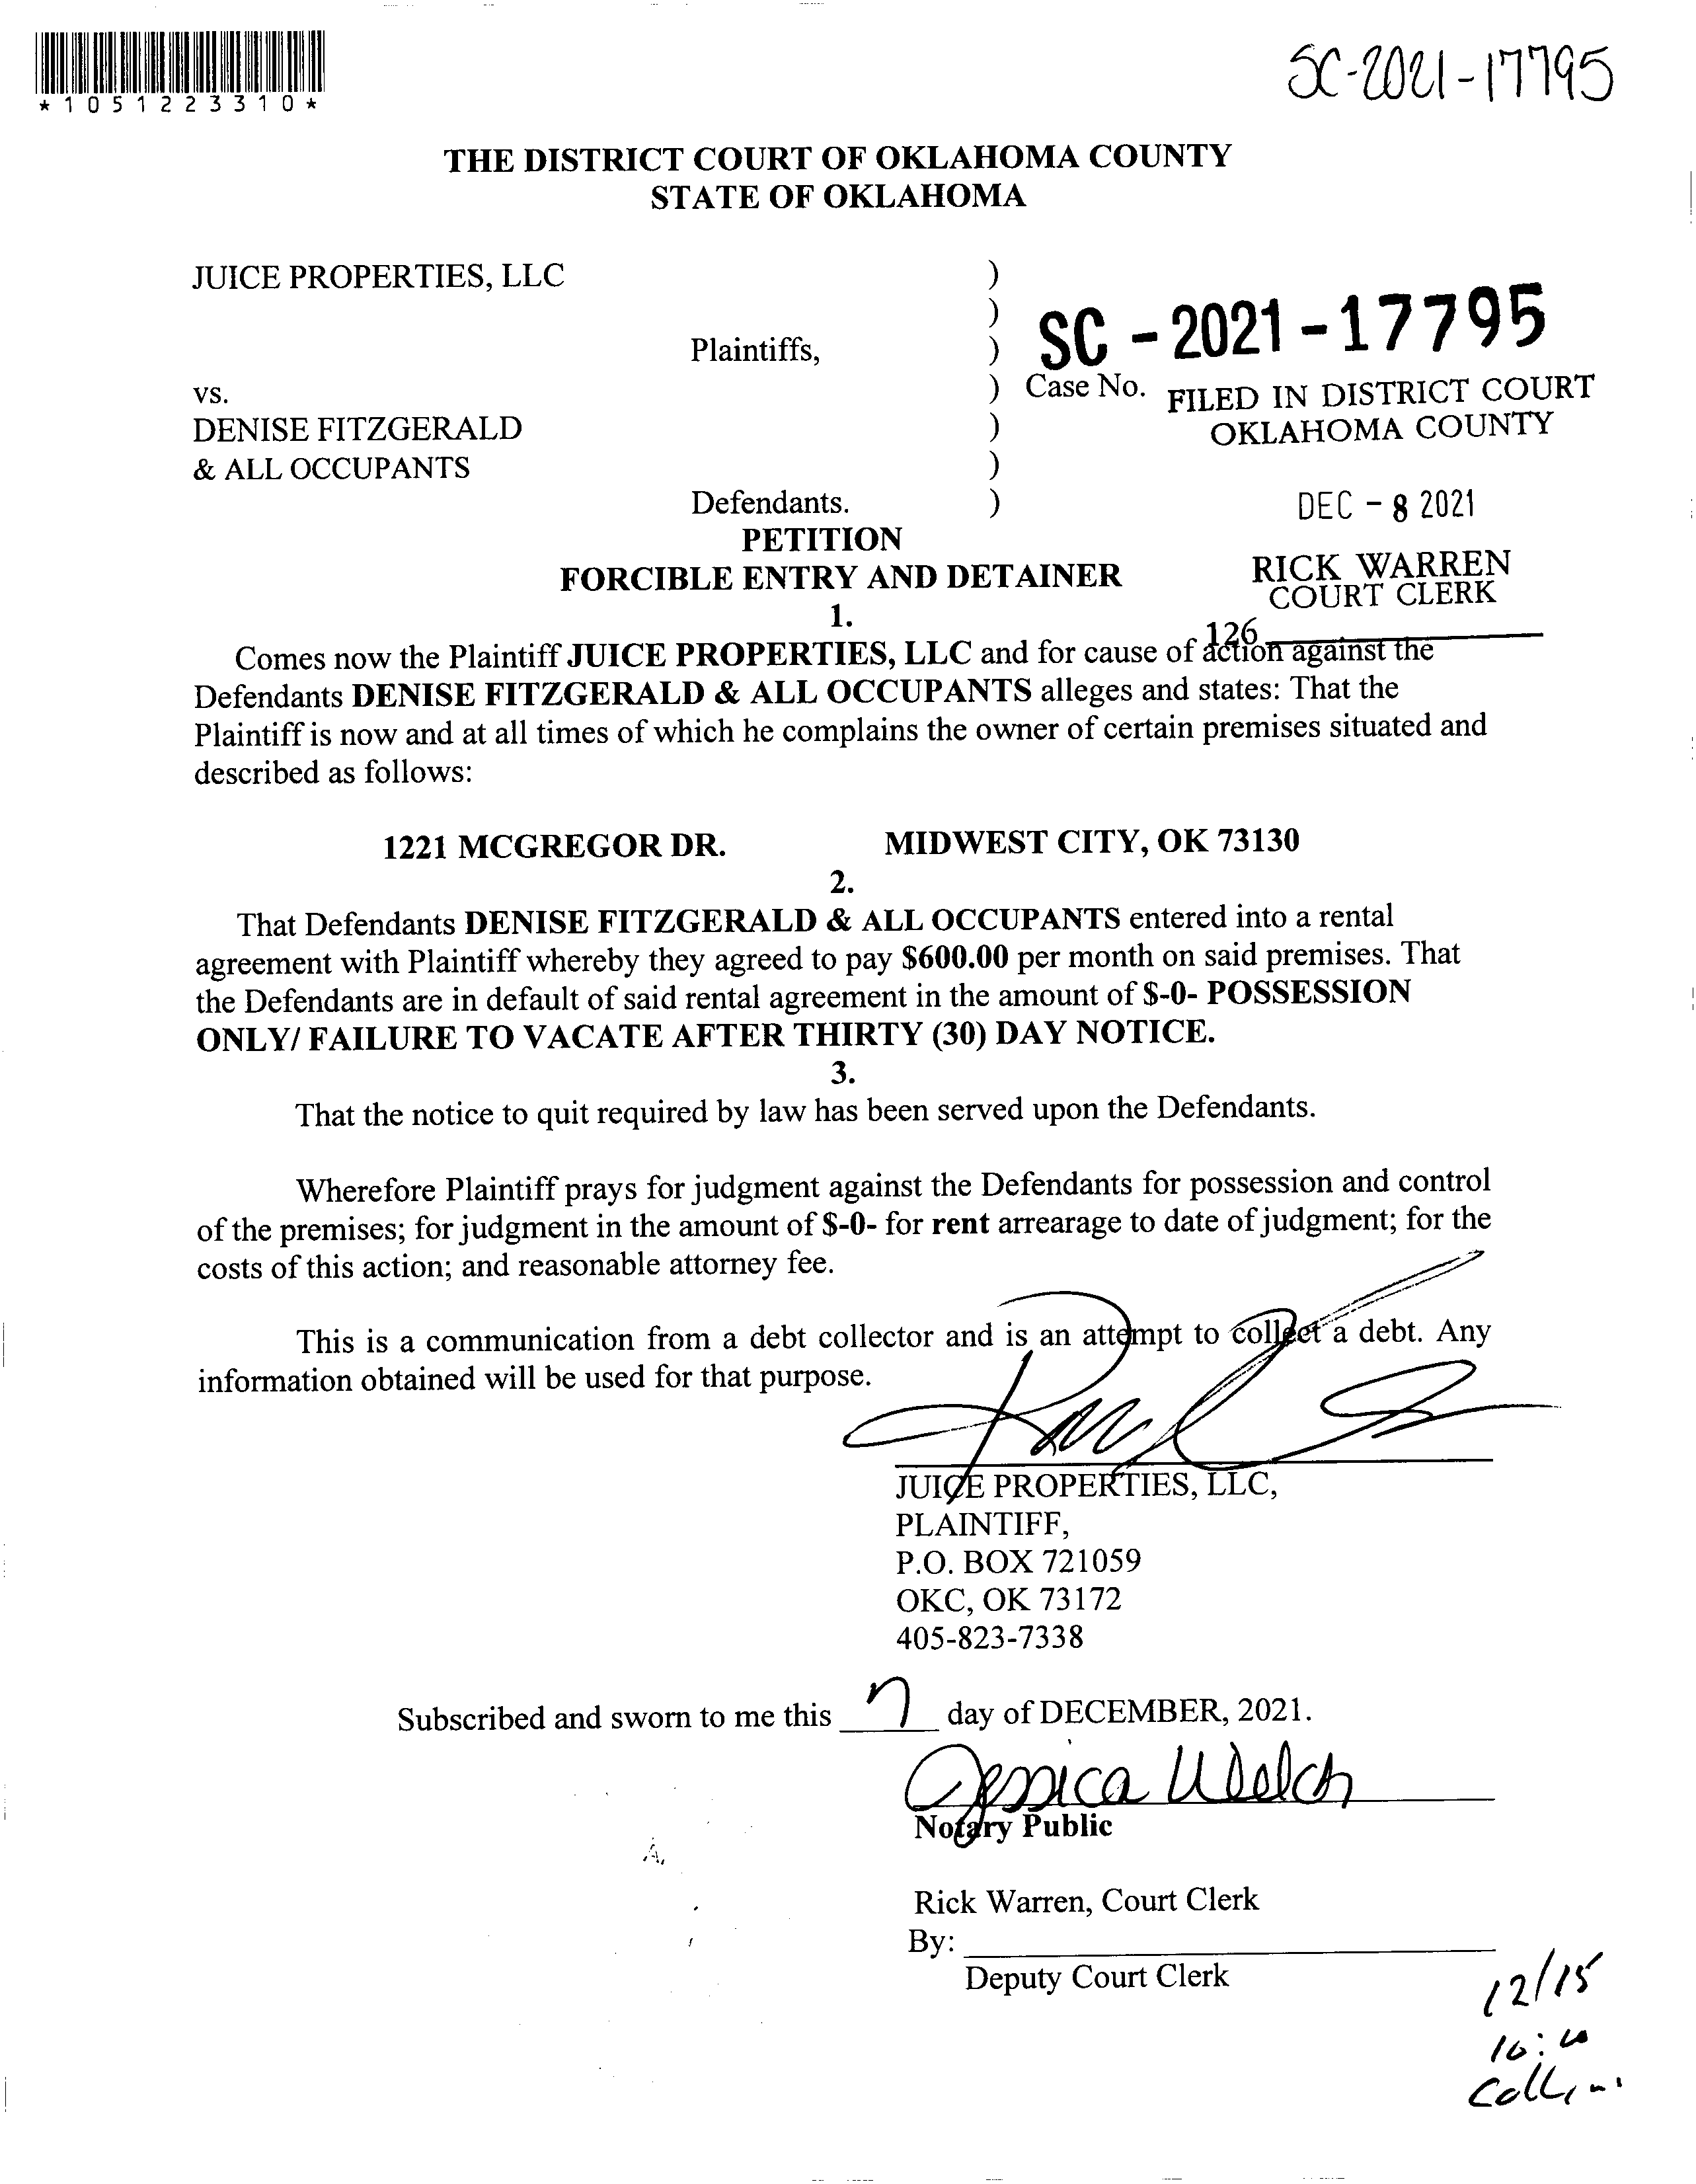 *1051223310*
SC-2021-17795
THE DISTRICT COURT OF OKLAHOMA COUNTY
STATE OF OKLAHOMA
JUICE PROPERTIES, LLC )
)
Plaintiffs, ) SC - 2021 - 17795
vs. ) Case No. FILED IN DISTRICT COURT
DENISE FITZGERALD ) OKLAHOMA COUNTY
& ALL OCCUPANTS )
Defendants. ) DEC - 8 2021
PETITION
FORCIBLE ENTRY AND DETAINER RICK WARREN
COURT CLERK
1.
126
Comes now the Plaintiff JUICE PROPERTIES, LLC and for cause of action against the
Defendants DENISE FITZGERALD & ALL OCCUPANTS alleges and states: That the
Plaintiff is now and at all times of which he complains the owner of certain premises situated and
described as follows:
1221 MCGREGOR DR. MIDWEST CITY, OK 73130
2.
That Defendants DENISE FITZGERALD & ALL OCCUPANTS entered into a rental
agreement with Plaintiff whereby they agreed to pay $600.00 per month on said premises. That
the Defendants are in default of said rental agreement in the amount of $-0- POSSESSION
ONLY/ FAILURE TO VACATE AFTER THIRTY (30) DAY NOTICE.
3.
That the notice to quit required by law has been served upon the Defendants.
Wherefore Plaintiff prays for judgment against the Defendants for possession and control
of the premises; for judgment in the amount of $-0- for rent arrearage to date of judgment; for the
costs of this action; and reasonable attorney fee.
This is a communication from a debt collector and is an attempt to collect a debt. Any
information obtained will be used for that purpose.
JUICE PROPERTIES, LLC,
PLAINTIFF,
P.O. BOX 721059
OKC, OK 73172
405-823-7338
Subscribed and sworn to me this 7 day of DECEMBER, 2021.
Jessica Welch
Notary Public
Rick Warren, Court Clerk
By:
Deputy Court Clerk
12/15